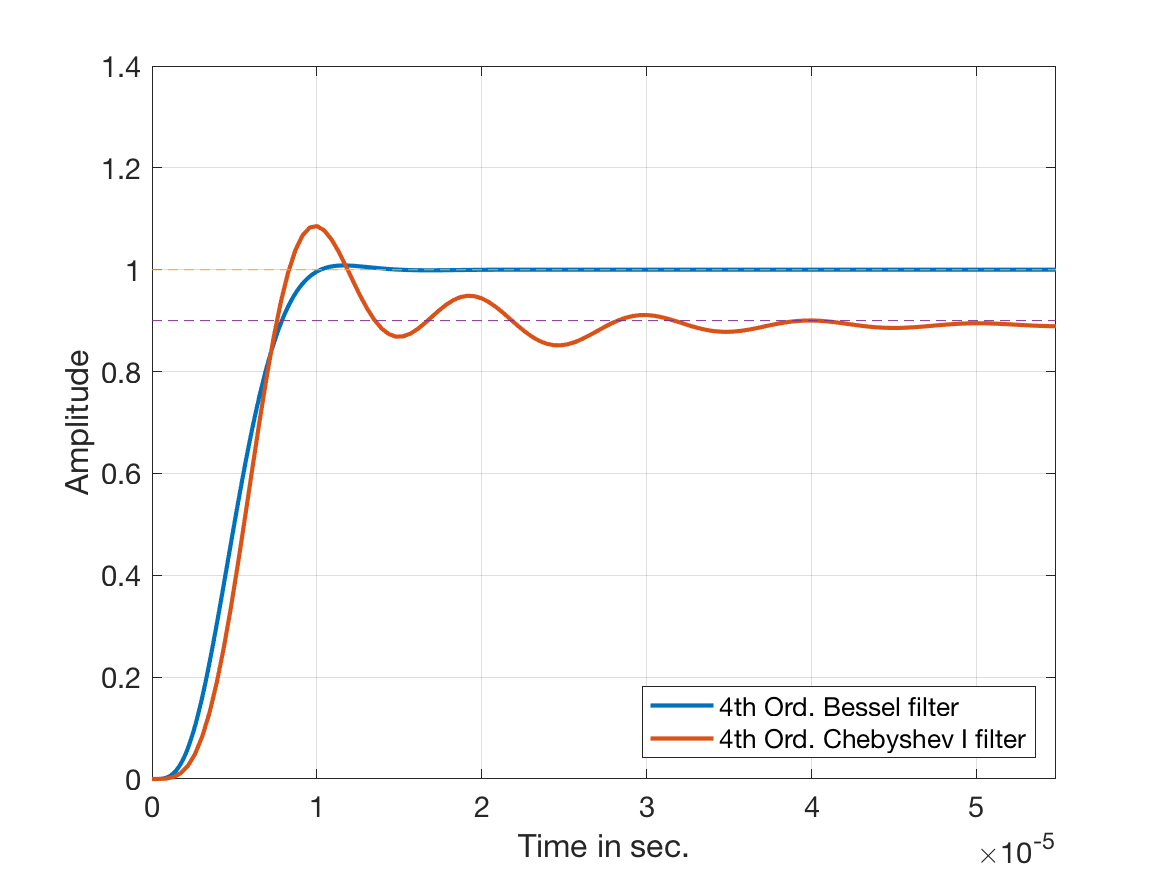 1.4
1.2
1
0.8
0.6
0.4
0.2
0
Amplitude
4th Ord. Bessel filter
4th Ord. Chebyshev I filter
0 1 2 3 4 5
Time in sec.
×10-5